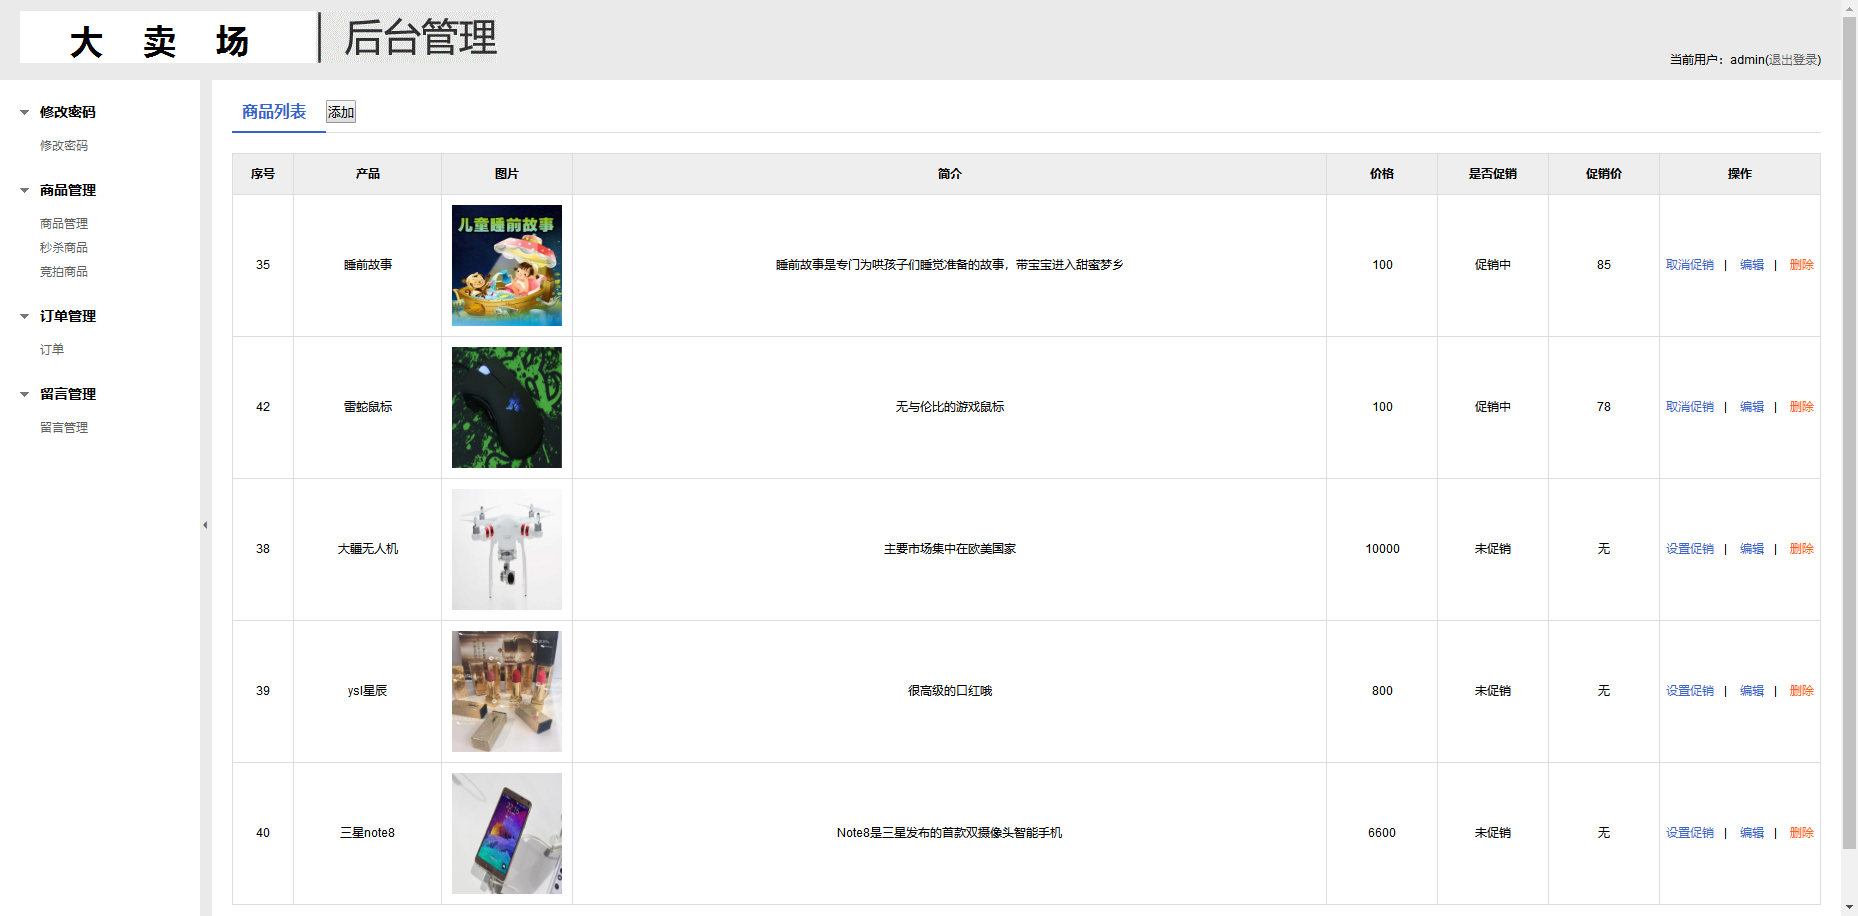 大 卖 场 后台管理
当前用户：admin(退出登录)
修改密码
修改密码
商品管理
商品管理
秒杀商品
竞拍商品
订单管理
订单
留言管理
留言管理
商品列表 添加
序号 产品 图片 简介 价格 是否促销 促销价 操作
儿童睡前故事
35 睡前故事 睡前故事是专门为哄孩子们睡觉准备的故事，带宝宝进入甜蜜梦乡 100 促销中 85 取消促销 | 编辑 | 删除
42 雷蛇鼠标 无与伦比的游戏鼠标 100 促销中 78 取消促销 | 编辑 | 删除
38 大疆无人机 主要市场集中在欧美国家 10000 未促销 无 设置促销 | 编辑 | 删除
39 ysl星辰 很高级的口红哦 800 未促销 无 设置促销 | 编辑 | 删除
40 三星note8 Note8是三星发布的首款双摄像头智能手机 6600 未促销 无 设置促销 | 编辑 | 删除